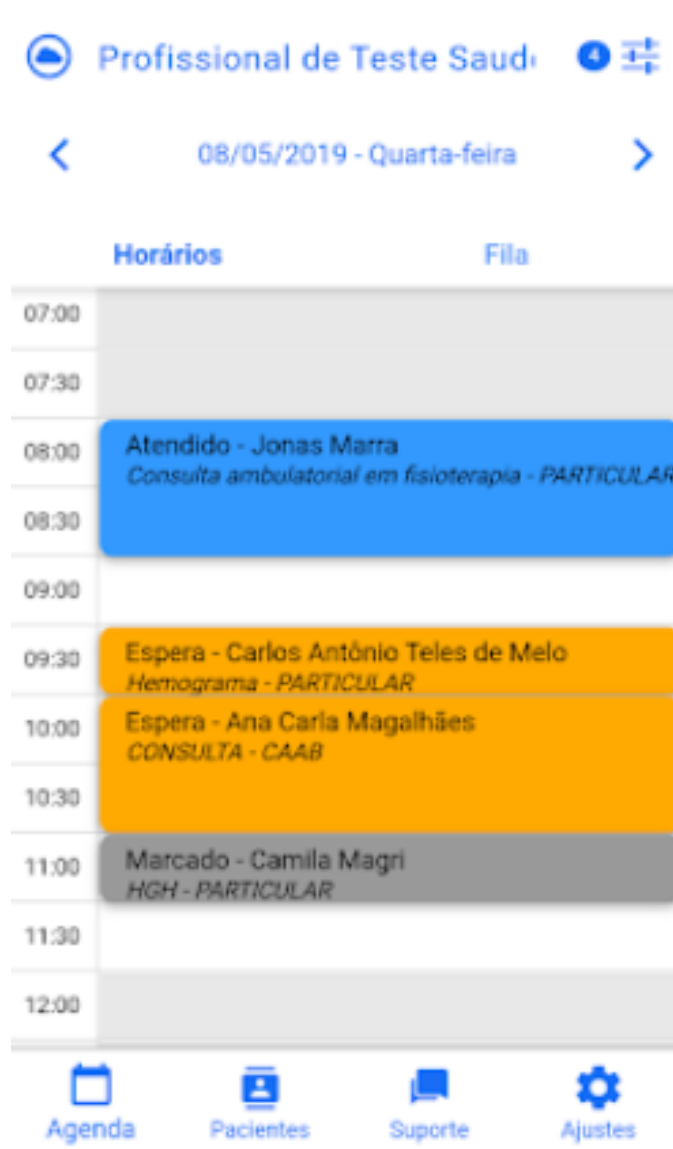 Profissional de Teste Saud
4
08/05/2019 - Quarta-feira
Horários
Fila
07:00
07:30
08:00
Atendido - Jonas Marra
Consulta ambulatorial em fisioterapia - PARTICULAR
08:30
09:00
09:30
Espera - Carlos Antônio Teles de Melo
Hemograma - PARTICULAR
10:00
Espera - Ana Carla Magalhães
CONSULTA - CAAB
10:30
11:00
Marcado - Camila Magri
HGH - PARTICULAR
11:30
12:00
Agenda
Pacientes
Suporte
Ajustes